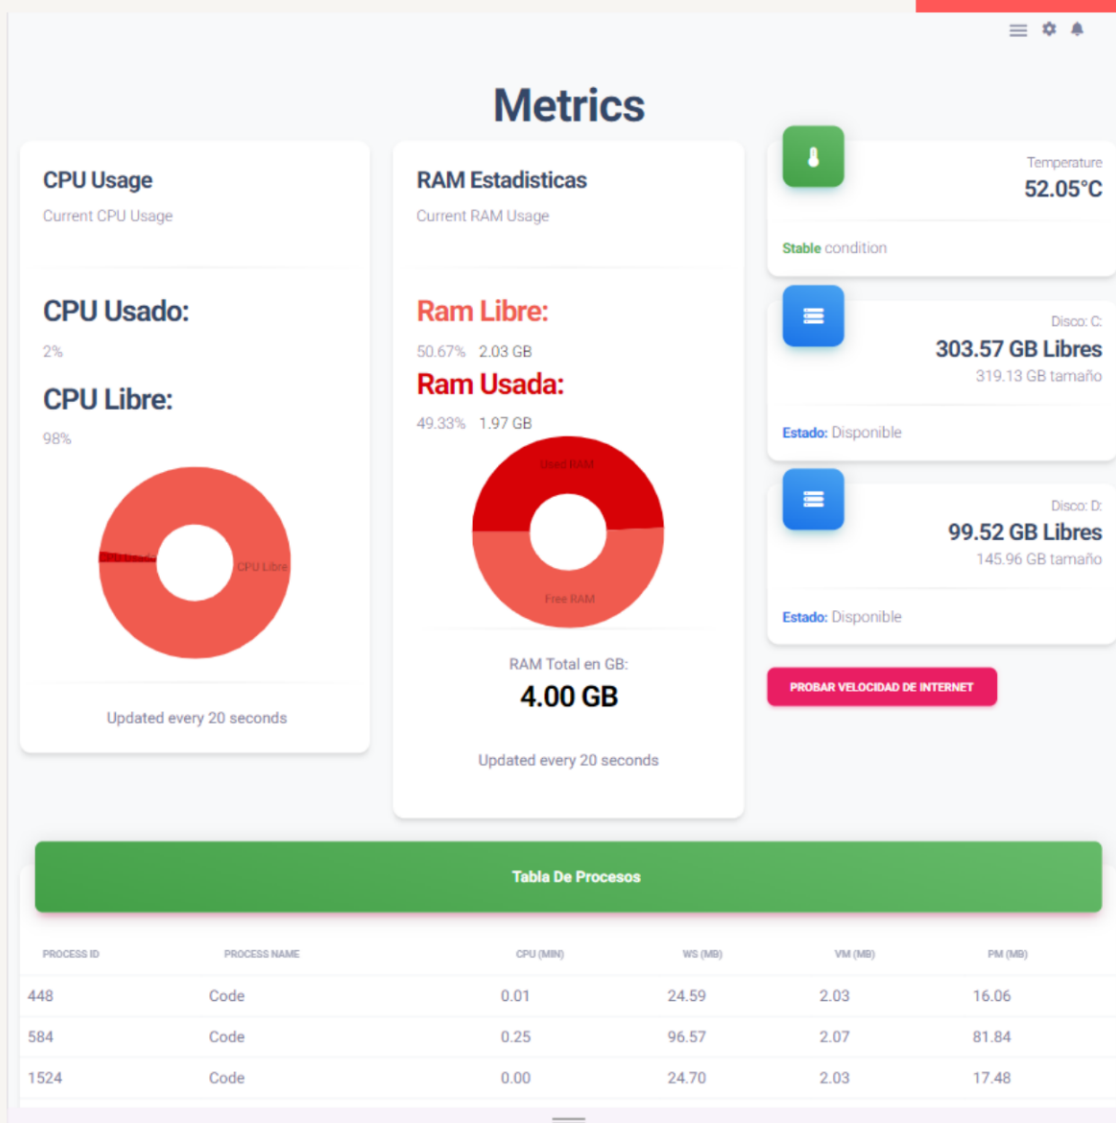 Metrics
CPU Usage
Current CPU Usage
CPU Usado:
2%
CPU Libre:
98%
CPU Libre
Updated every 20 seconds
RAM Estadisticas
Current RAM Usage
Ram Libre:
50.67% 2.03 GB
Ram Usada:
49.33% 1.97 GB
Used RAM
Free RAM
RAM Total en GB:
4.00 GB
Updated every 20 seconds
Temperature
52.05°C
Stable condition
Disco: C:
303.57 GB Libres
319.13 GB tamaño
Estado: Disponible
Disco: D:
99.52 GB Libres
145.96 GB tamaño
Estado: Disponible
PROBAR VELOCIDAD DE INTERNET
Tabla De Procesos
PROCESS ID PROCESS NAME CPU (MIN) WS (MB) VM (MB) PM (MB)
448 Code 0.01 24.59 2.03 16.06
584 Code 0.25 96.57 2.07 81.84
1524 Code 0.00 24.70 2.03 17.48